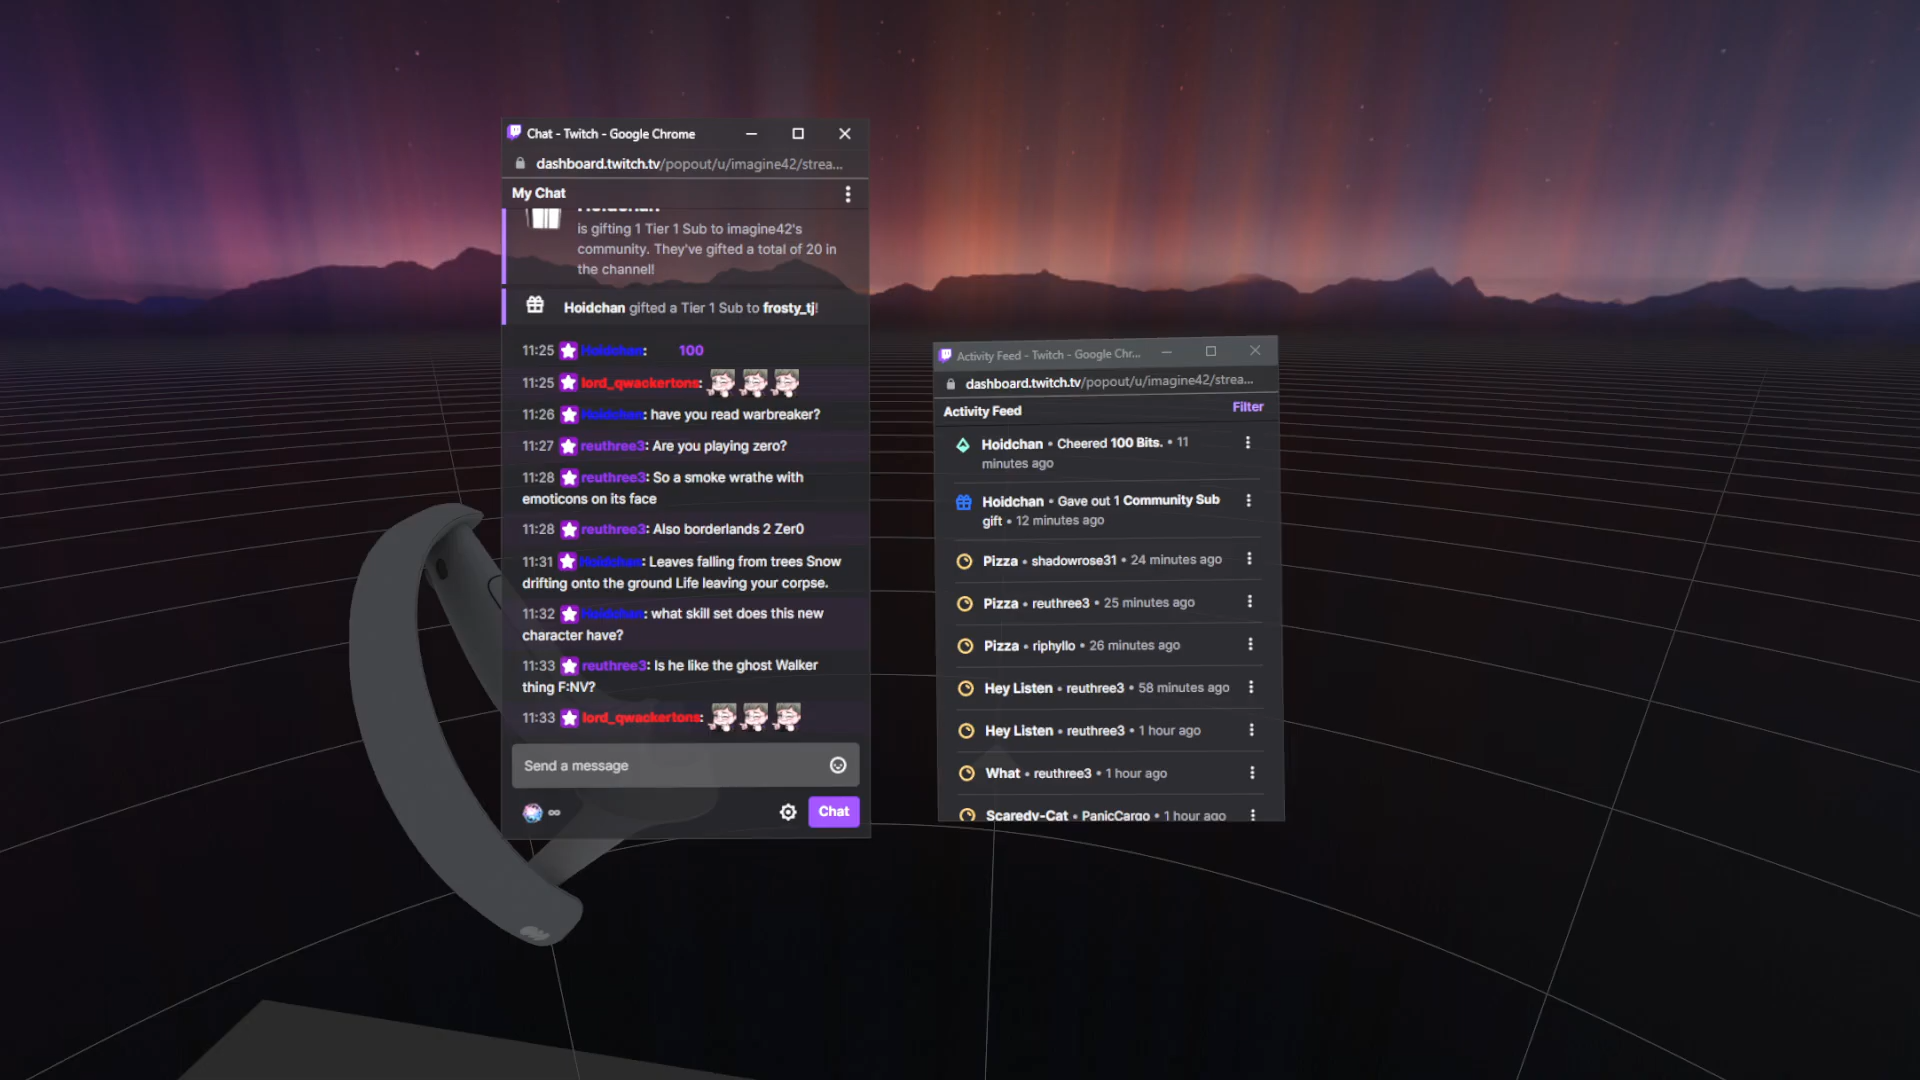 Chat - Twitch - Google Chrome
dashboard.twitch.tv/popout/u/imagine42/strea...
My Chat
Hoidchan
is gifting 1 Tier 1 Sub to imagine42's
community. They've gifted a total of 20 in
the channel!
Hoidchan gifted a Tier 1 Sub to frosty_tj!
11:25 Hoidchan: 100
11:25 lord_qwackertons:
11:26 Hoidchan: have you read warbreaker?
11:27 reuthree3: Are you playing zero?
11:28 reuthree3: So a smoke wrathe with
emoticons on its face
11:28 reuthree3: Also borderlands 2 Zer0
11:31 Hoidchan: Leaves falling from trees Snow
drifting onto the ground Life leaving your corpse.
11:32 Hoidchan: what skill set does this new
character have?
11:33 reuthree3: Is he like the ghost Walker
thing F:NV?
11:33 lord_qwackertons:
Send a message
Chat
Activity Feed - Twitch - Google Chr...
dashboard.twitch.tv/popout/u/imagine42/strea...
Activity Feed
Filter
Hoidchan • Cheered 100 Bits. • 11
minutes ago
Hoidchan • Gave out 1 Community Sub
gift • 12 minutes ago
Pizza • shadowrose31 • 24 minutes ago
Pizza • reuthree3 • 25 minutes ago
Pizza • riphyllo • 26 minutes ago
Hey Listen • reuthree3 • 58 minutes ago
Hey Listen • reuthree3 • 1 hour ago
What • reuthree3 • 1 hour ago
Scaredy-Cat • PanicCargo • 1 hour ago